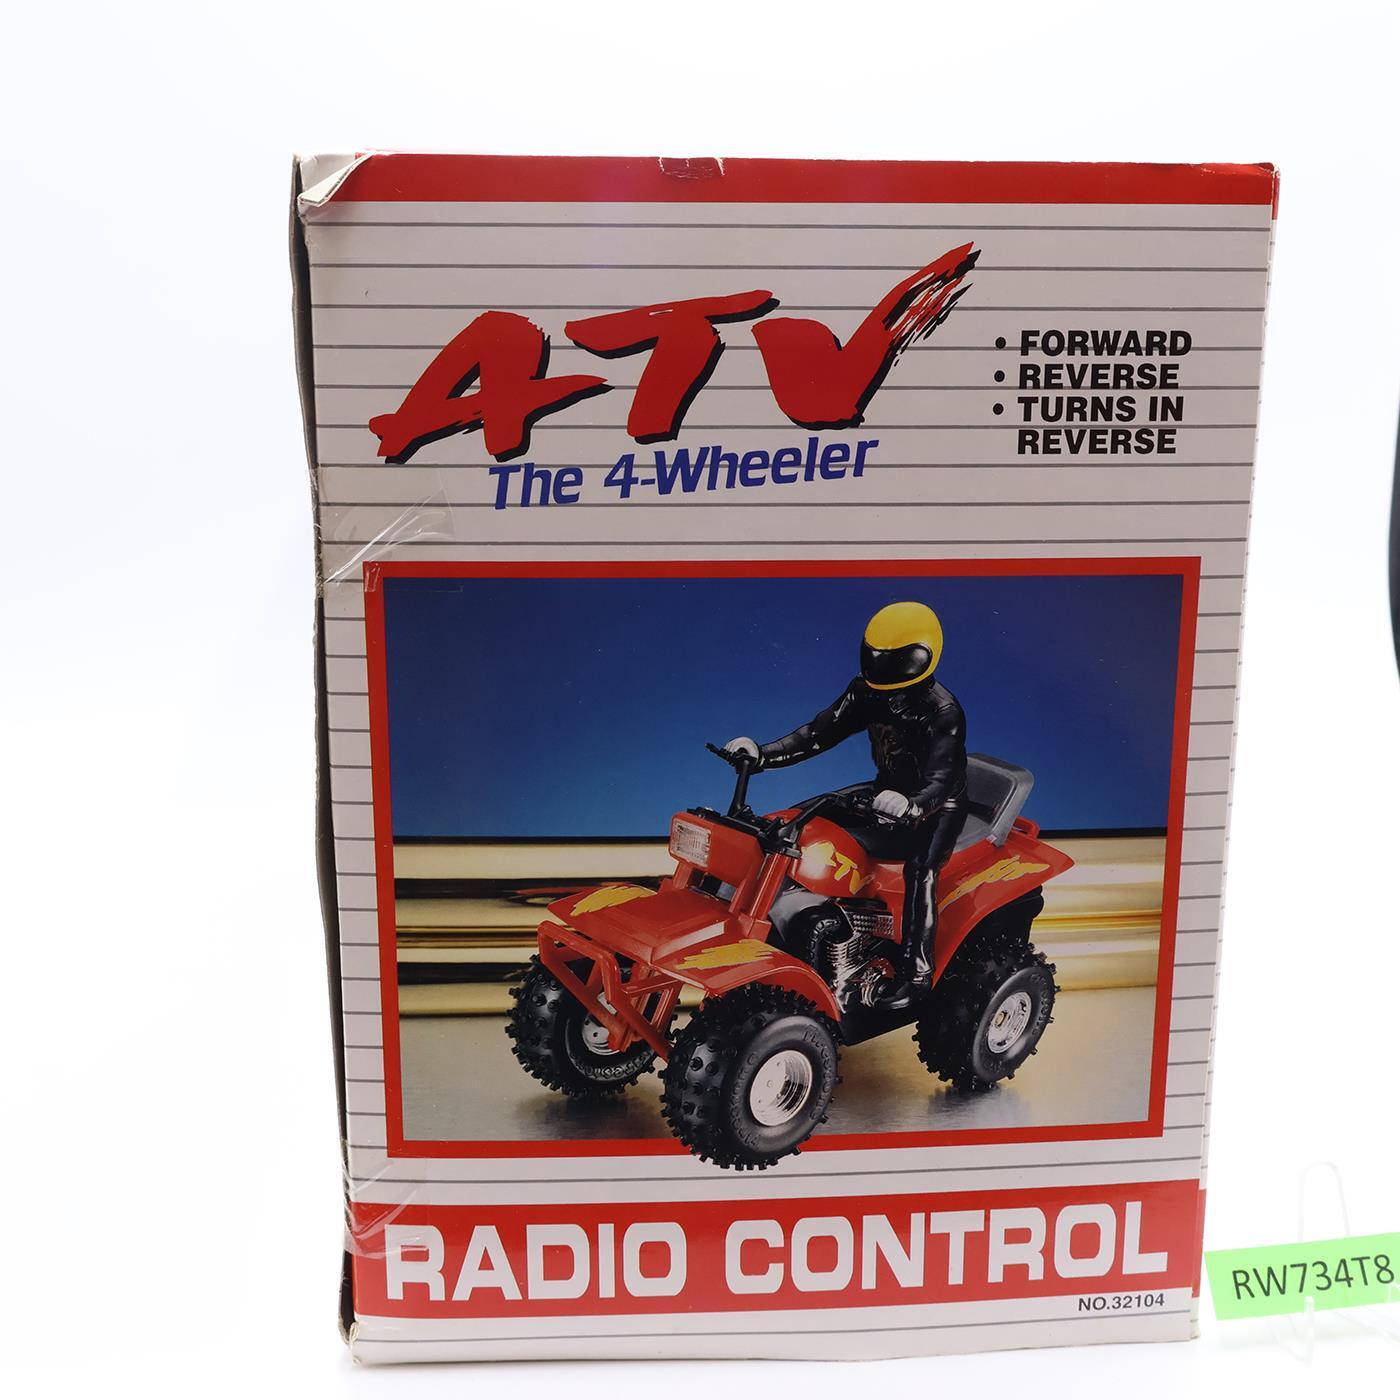 ATV
The 4-Wheeler
• FORWARD
• REVERSE
• TURNS IN
REVERSE
ATV
RADIO CONTROL
NO.32104
RW734T8